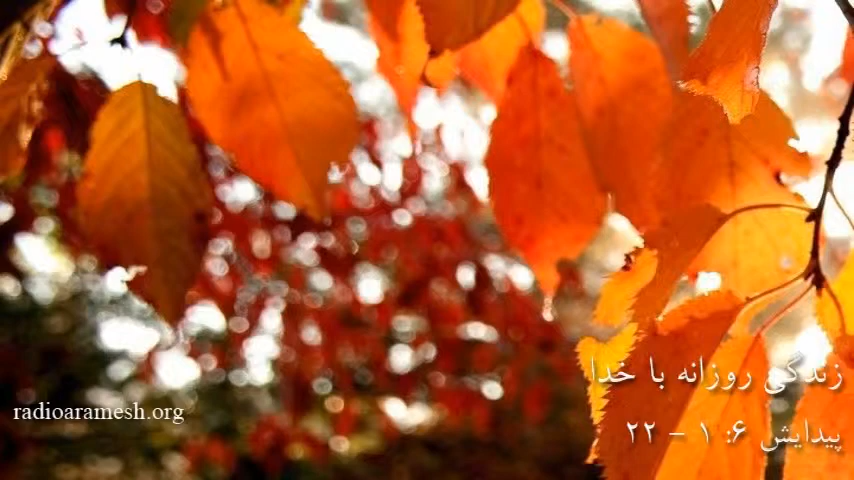 زندگی روزانه با خدا
پیدایش ۶: ۱ – ۲۲
radioaramesh.org